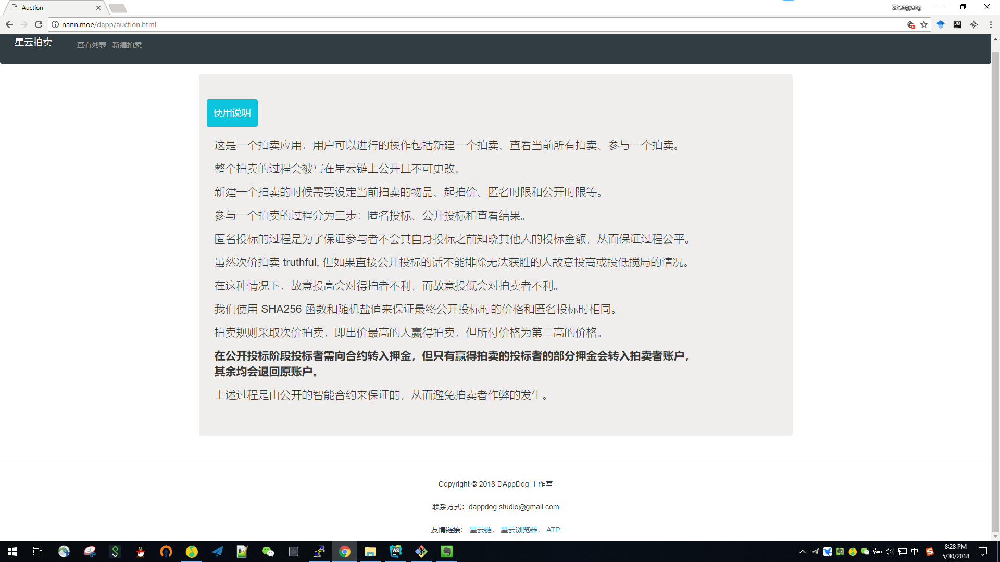 Auction
Zhengyang
nann.moe/dapp/auction.html
星云拍卖 查看列表 新建拍卖
使用说明
这是一个拍卖应用，用户可以进行的操作包括新建一个拍卖、查看当前所有拍卖、参与一个拍卖。
整个拍卖的过程会被写在星云链上公开且不可更改。
新建一个拍卖的时候需要设定当前拍卖的物品、起拍价、匿名时限和公开时限等。
参与一个拍卖的过程分为三步：匿名投标、公开投标和查看结果。
匿名投标的过程是为了保证参与者不会其自身投标之前知晓其他人的投标金额，从而保证过程公平。
虽然次价拍卖 truthful, 但如果直接公开投标的话不能排除无法获胜的人故意投高或投低搅局的情况。
在这种情况下，故意投高会对得拍者不利，而故意投低会对拍卖者不利。
我们使用 SHA256 函数和随机盐值来保证最终公开投标时的价格和匿名投标时相同。
拍卖规则采取次价拍卖，即出价最高的人赢得拍卖，但所付价格为第二高的价格。
在公开投标阶段投标者需向合约转入押金，但只有赢得拍卖的投标者的部分押金会转入拍卖者账户，
其余均会退回原账户。
上述过程是由公开的智能合约来保证的，从而避免拍卖者作弊的发生。
Copyright © 2018 DAppDog 工作室
联系方式：dappdog.studio@gmail.com
友情链接： 星云链， 星云浏览器， ATP
JB
WS
中
8:28 PM
5/30/2018